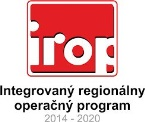 irop
Integrovaný regionálny
operačný program
2014 - 2020